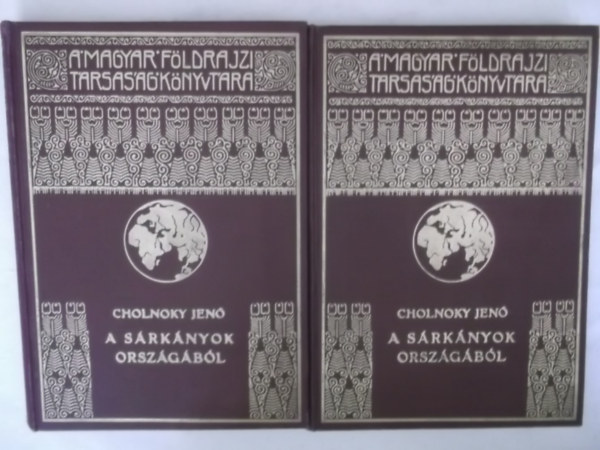 A MAGYAR FÖLDRAJZI
TÁRSASÁG KÖNYVTÁRA
CHOLNOKY JENŐ
A SÁRKÁNYOK
ORSZÁGÁBÓL
A MAGYAR FÖLDRAJZI
TÁRSASÁG KÖNYVTÁRA
CHOLNOKY JENŐ
A SÁRKÁNYOK
ORSZÁGÁBÓL